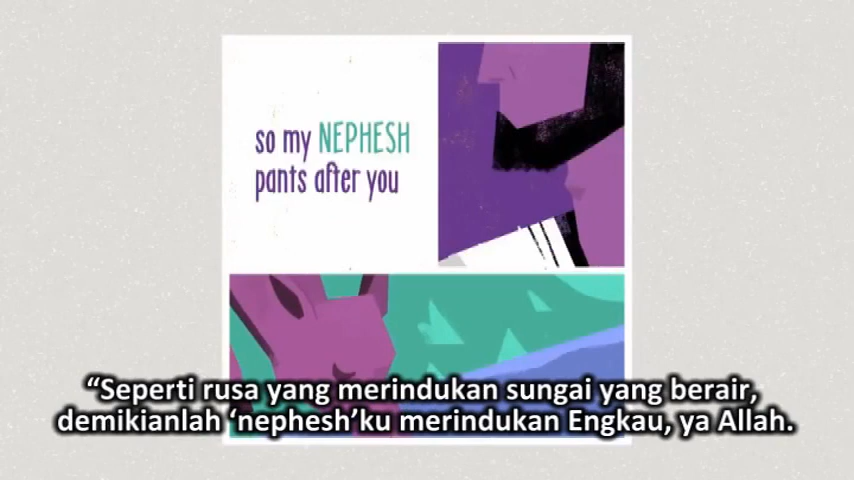 so my NEPHESH
pants after you
“Seperti rusa yang merindukan sungai yang berair,
demikianlah ‘nephesh’ku merindukan Engkau, ya Allah.